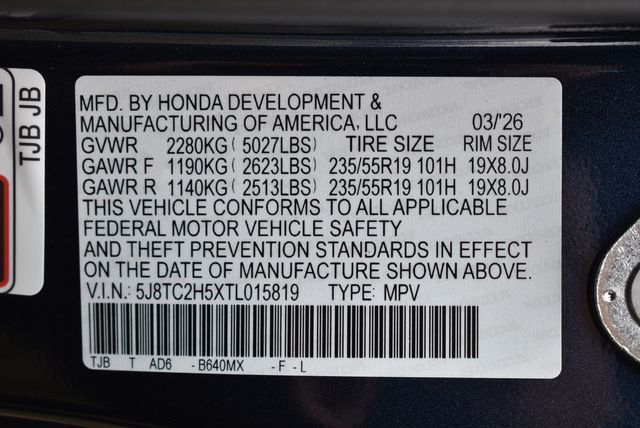 MFD. BY HONDA DEVELOPMENT &
MANUFACTURING OF AMERICA, LLC 03/'26
GVWR 2280KG ( 5027LBS) TIRE SIZE RIM SIZE
GAWR F 1190KG ( 2623LBS) 235/55R19 101H 19X8.0J
GAWR R 1140KG ( 2513LBS) 235/55R19 101H 19X8.0J
THIS VEHICLE CONFORMS TO ALL APPLICABLE
FEDERAL MOTOR VEHICLE SAFETY
AND THEFT PREVENTION STANDARDS IN EFFECT
ON THE DATE OF MANUFACTURE SHOWN ABOVE.
V.I.N.: 5J8TC2H5XTL015819 TYPE: MPV
TJB T AD6 - B640MX - F - L
TJB JB